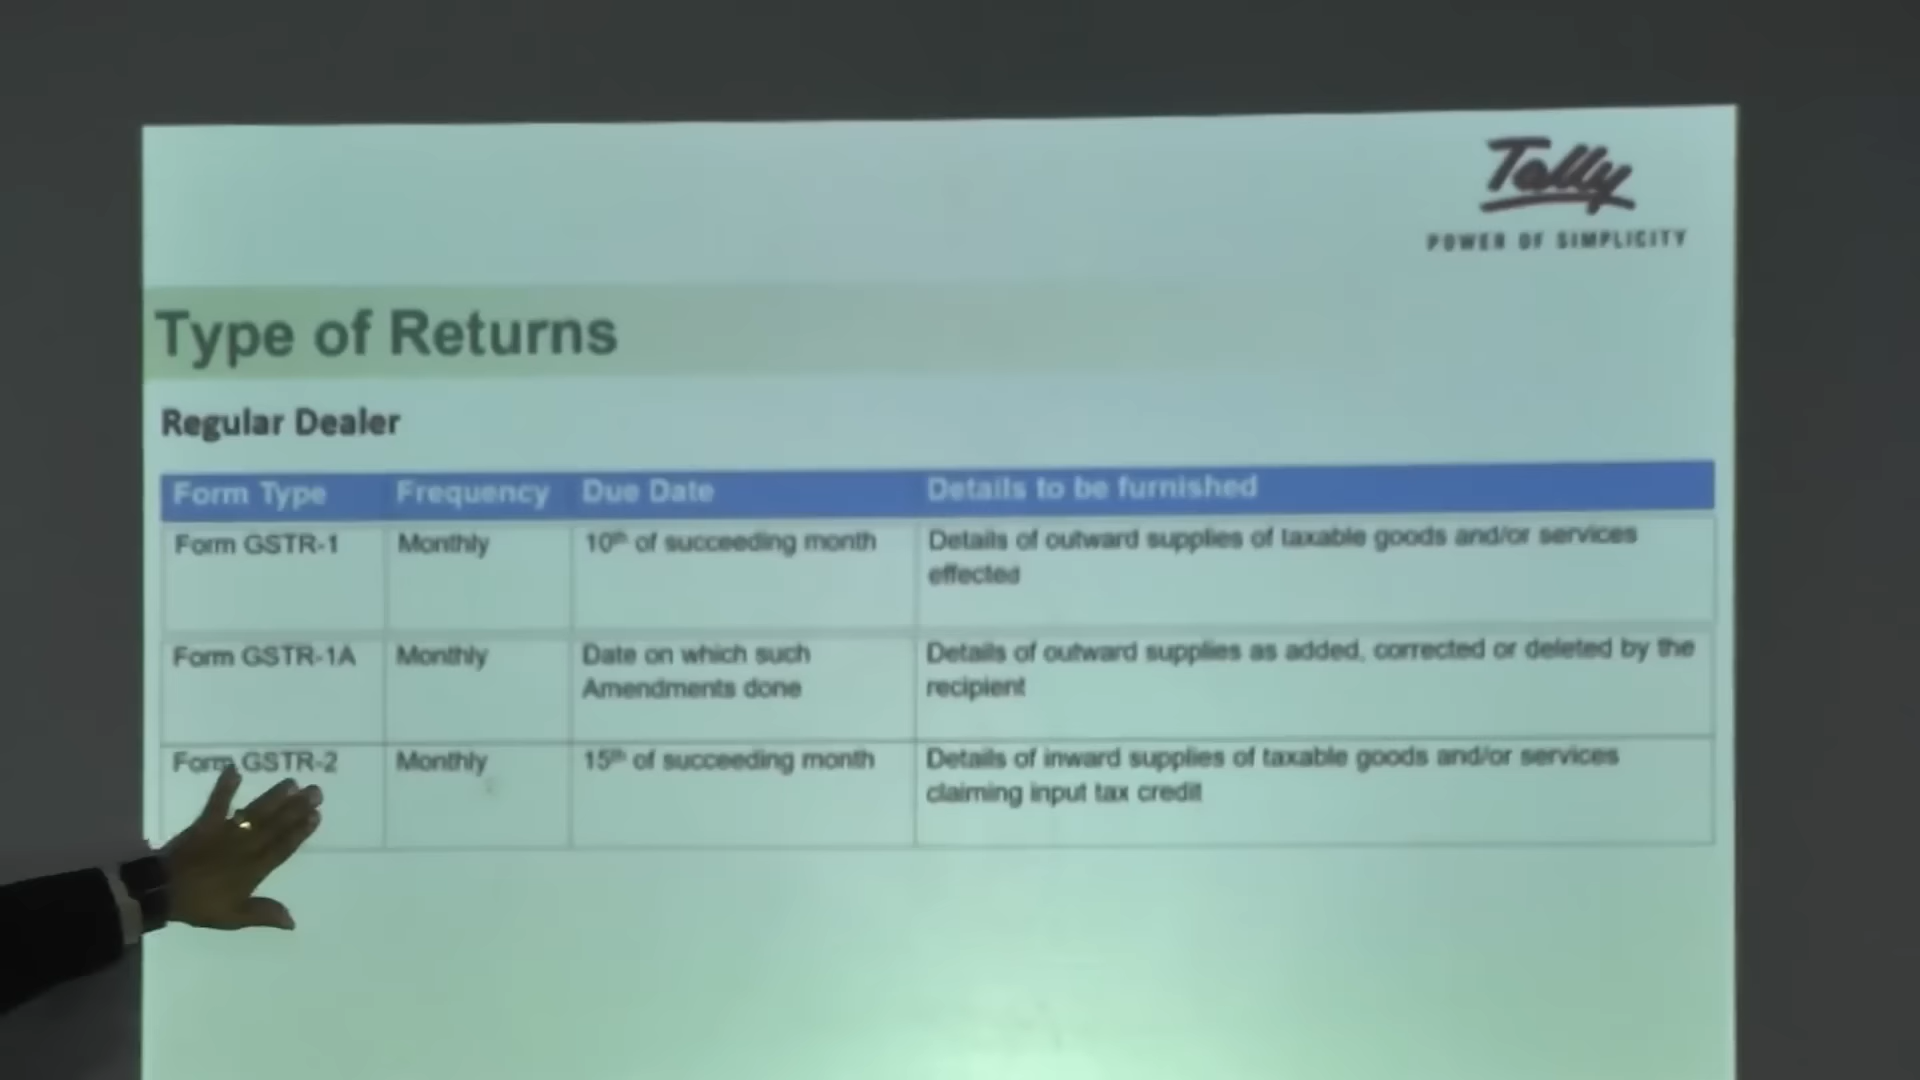 Tally
POWER OF SIMPLICITY
Type of Returns
Regular Dealer
Form Type Frequency Due Date Details to be furnished
Form GSTR-1 Monthly 10th of succeeding month Details of outward supplies of taxable goods and/or services
effected
Form GSTR-1A Monthly Date on which such Details of outward supplies as added, corrected or deleted by the
Amendments done recipient
Form GSTR-2 Monthly 15th of succeeding month Details of inward supplies of taxable goods and/or services
claiming input tax credit